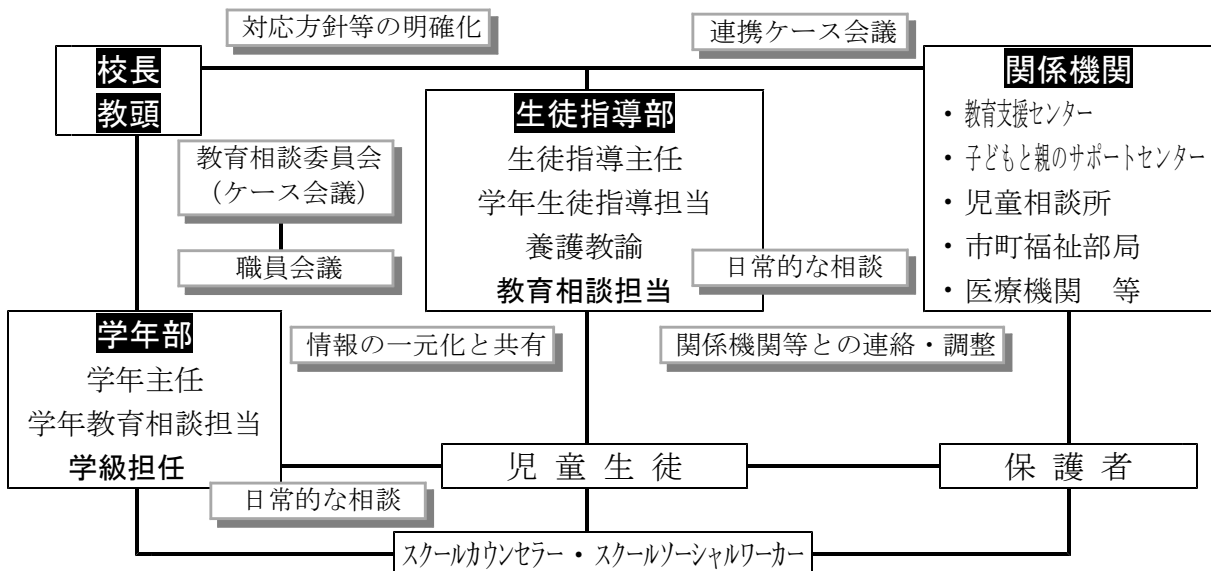 対応方針等の明確化
連携ケース会議
校長
教頭
教育相談委員会
（ケース会議）
職員会議
生徒指導部
生徒指導主任
学年生徒指導担当
養護教諭
教育相談担当
日常的な相談
関係機関
・教育支援センター
・子どもと親のサポートセンター
・児童相談所
・市町福祉部局
・医療機関　等
学年部
学年主任
学年教育相談担当
学級担任
情報の一元化と共有
関係機関等との連絡・調整
日常的な相談
児童生徒
保護者
スクールカウンセラー・スクールソーシャルワーカー